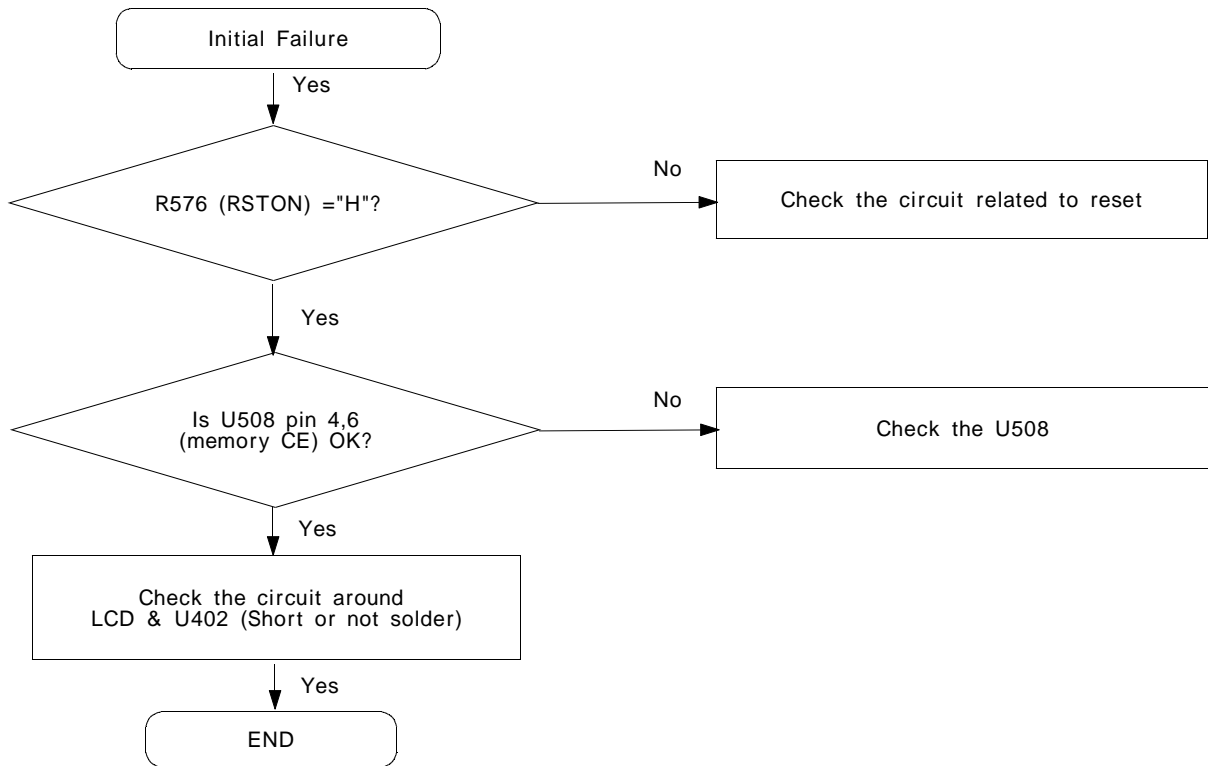 Initial Failure
Yes
R576 (RSTON) ="H"?
No
Check the circuit related to reset
Yes
Is U508 pin 4,6
(memory CE) OK?
No
Check the U508
Yes
Check the circuit around
LCD & U402 (Short or not solder)
Yes
END